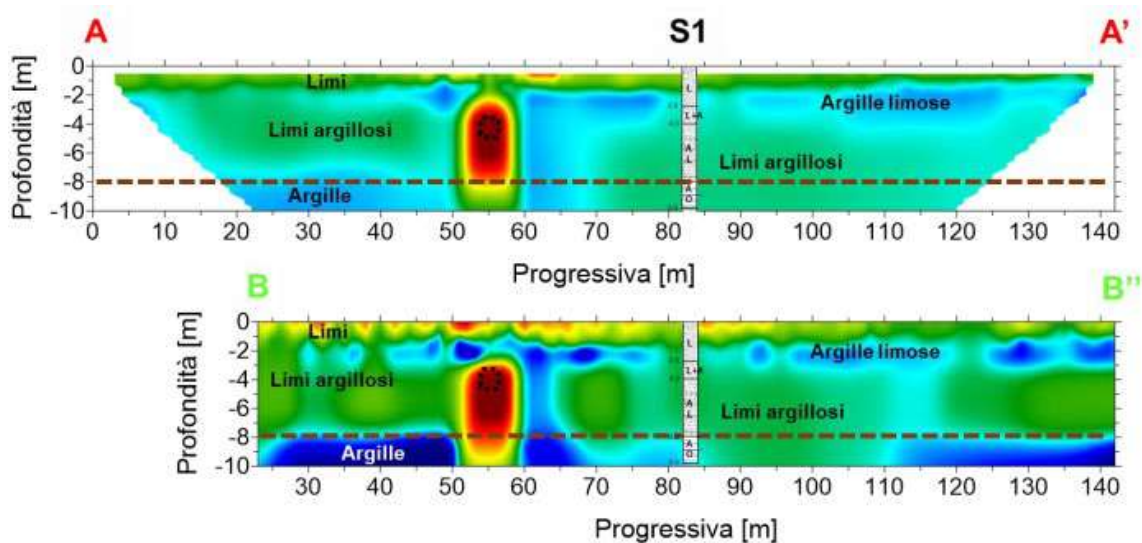 A S1 A'
Profondità [m]
0
-2
-4
-6
-8
-10
L
L+A
A
L
A
G
Limi
Argille limose
Limi argillosi
Limi argillosi
Argille
0 10 20 30 40 50 60 70 80 90 100 110 120 130 140
Progressiva [m]
B B"
Profondità [m]
0
-2
-4
-6
-8
-10
L
L+A
A
L
A
G
Limi
Argille limose
Limi argillosi
Limi argillosi
Argille
30 40 50 60 70 80 90 100 110 120 130 140
Progressiva [m]